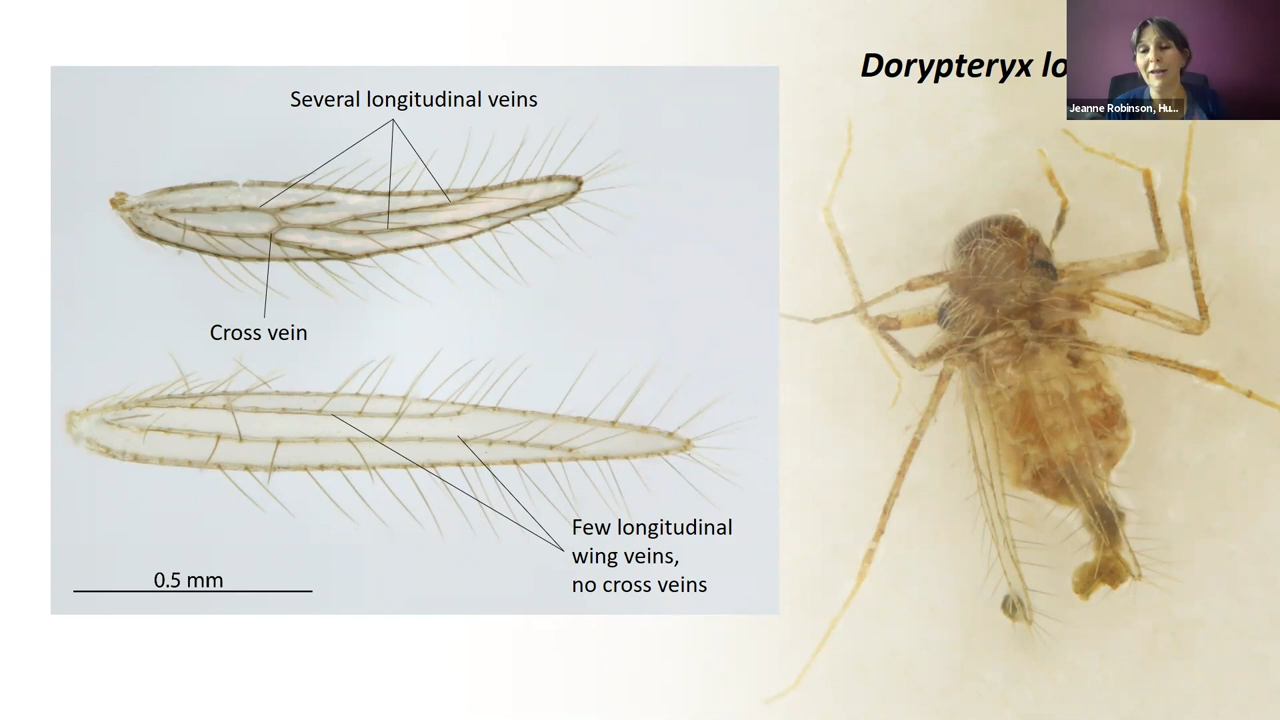 Dorypteryx lo
Jeanne Robinson, Hu...
Several longitudinal veins
Cross vein
Few longitudinal
wing veins,
no cross veins
0.5 mm